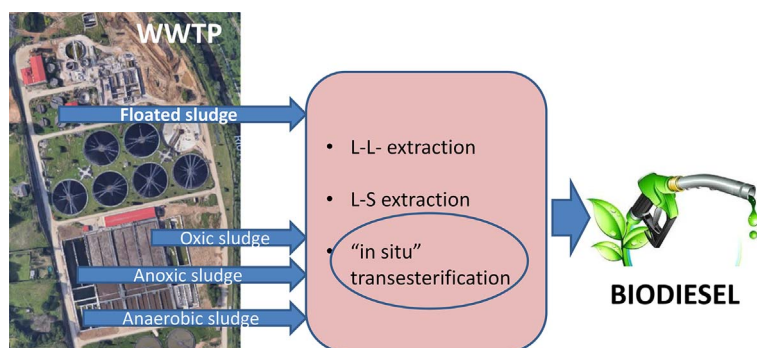 WWTP
Floated sludge
• L-L- extraction
• L-S extraction
Oxic sludge
• “in situ”
transesterification
Anoxic sludge
Anaerobic sludge
BIODIESEL